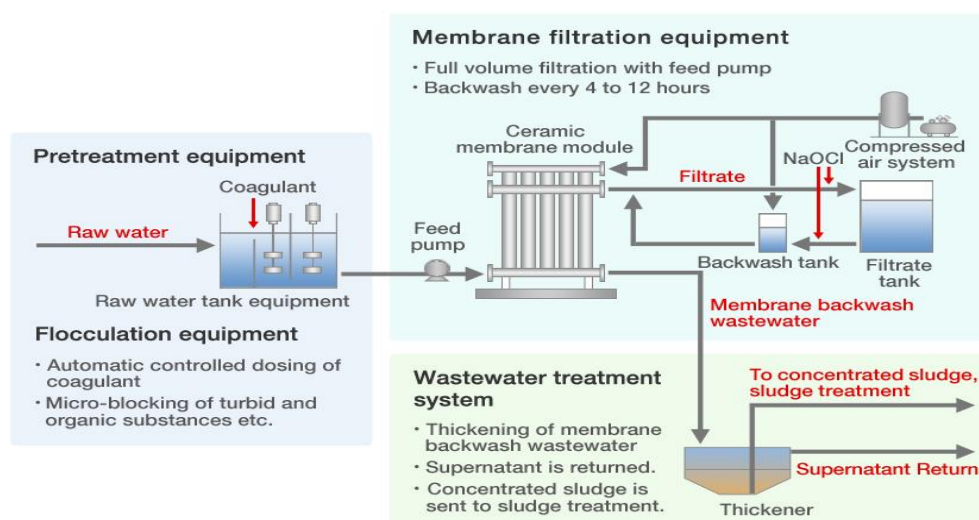 Membrane filtration equipment
· Full volume filtration with feed pump
· Backwash every 4 to 12 hours
Ceramic
membrane module
Compressed
air system
NaOCl
Filtrate
Backwash tank
Filtrate
tank
Pretreatment equipment
Coagulant
Raw water
Feed
pump
Raw water tank equipment
Flocculation equipment
· Automatic controlled dosing of
coagulant
· Micro-blocking of turbid and
organic substances etc.
Membrane backwash
wastewater
Wastewater treatment
system
· Thickening of membrane
backwash wastewater
· Supernatant is returned.
· Concentrated sludge is
sent to sludge treatment.
To concentrated sludge,
sludge treatment
Supernatant Return
Thickener